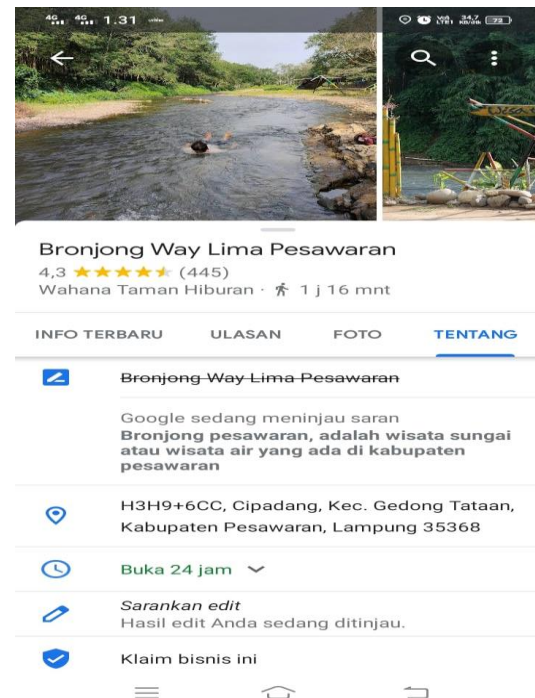 4G 4G 1.31
72
Bronjong Way Lima Pesawaran
4,3 (445)
Wahana Taman Hiburan · 1 j 16 mnt
INFO TERBARU ULASAN FOTO TENTANG
Bronjong Way Lima Pesawaran
Google sedang meninjau saran
Bronjong pesawaran, adalah wisata sungai
atau wisata air yang ada di kabupaten
pesawaran
H3H9+6CC, Cipadang, Kec. Gedong Tataan,
Kabupaten Pesawaran, Lampung 35368
Buka 24 jam
Sarankan edit
Hasil edit Anda sedang ditinjau.
Klaim bisnis ini